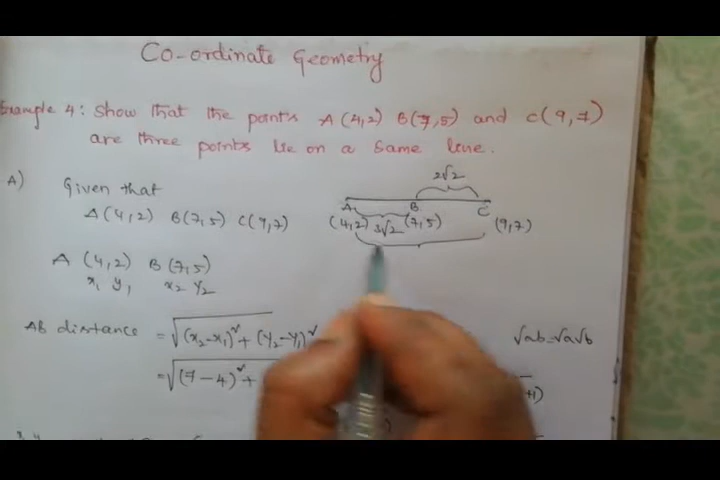 Co-ordinate Geometry
Example 4: Show that the points A(4,2) B(7,5) and C(9,7)
are three points lie on a same line.
A) Given that
A(4,2) B(7,5) C(9,7)
2√2
A B C
(4,2) 3√2 (7,5) (9,7)
A (4,2) B(7,5)
x₁ y₁ x₂ y₂
AB distance = √(x₂-x₁)² + (y₂-y₁)²
√ab=√a√b
= √(7-4)² +
+1)